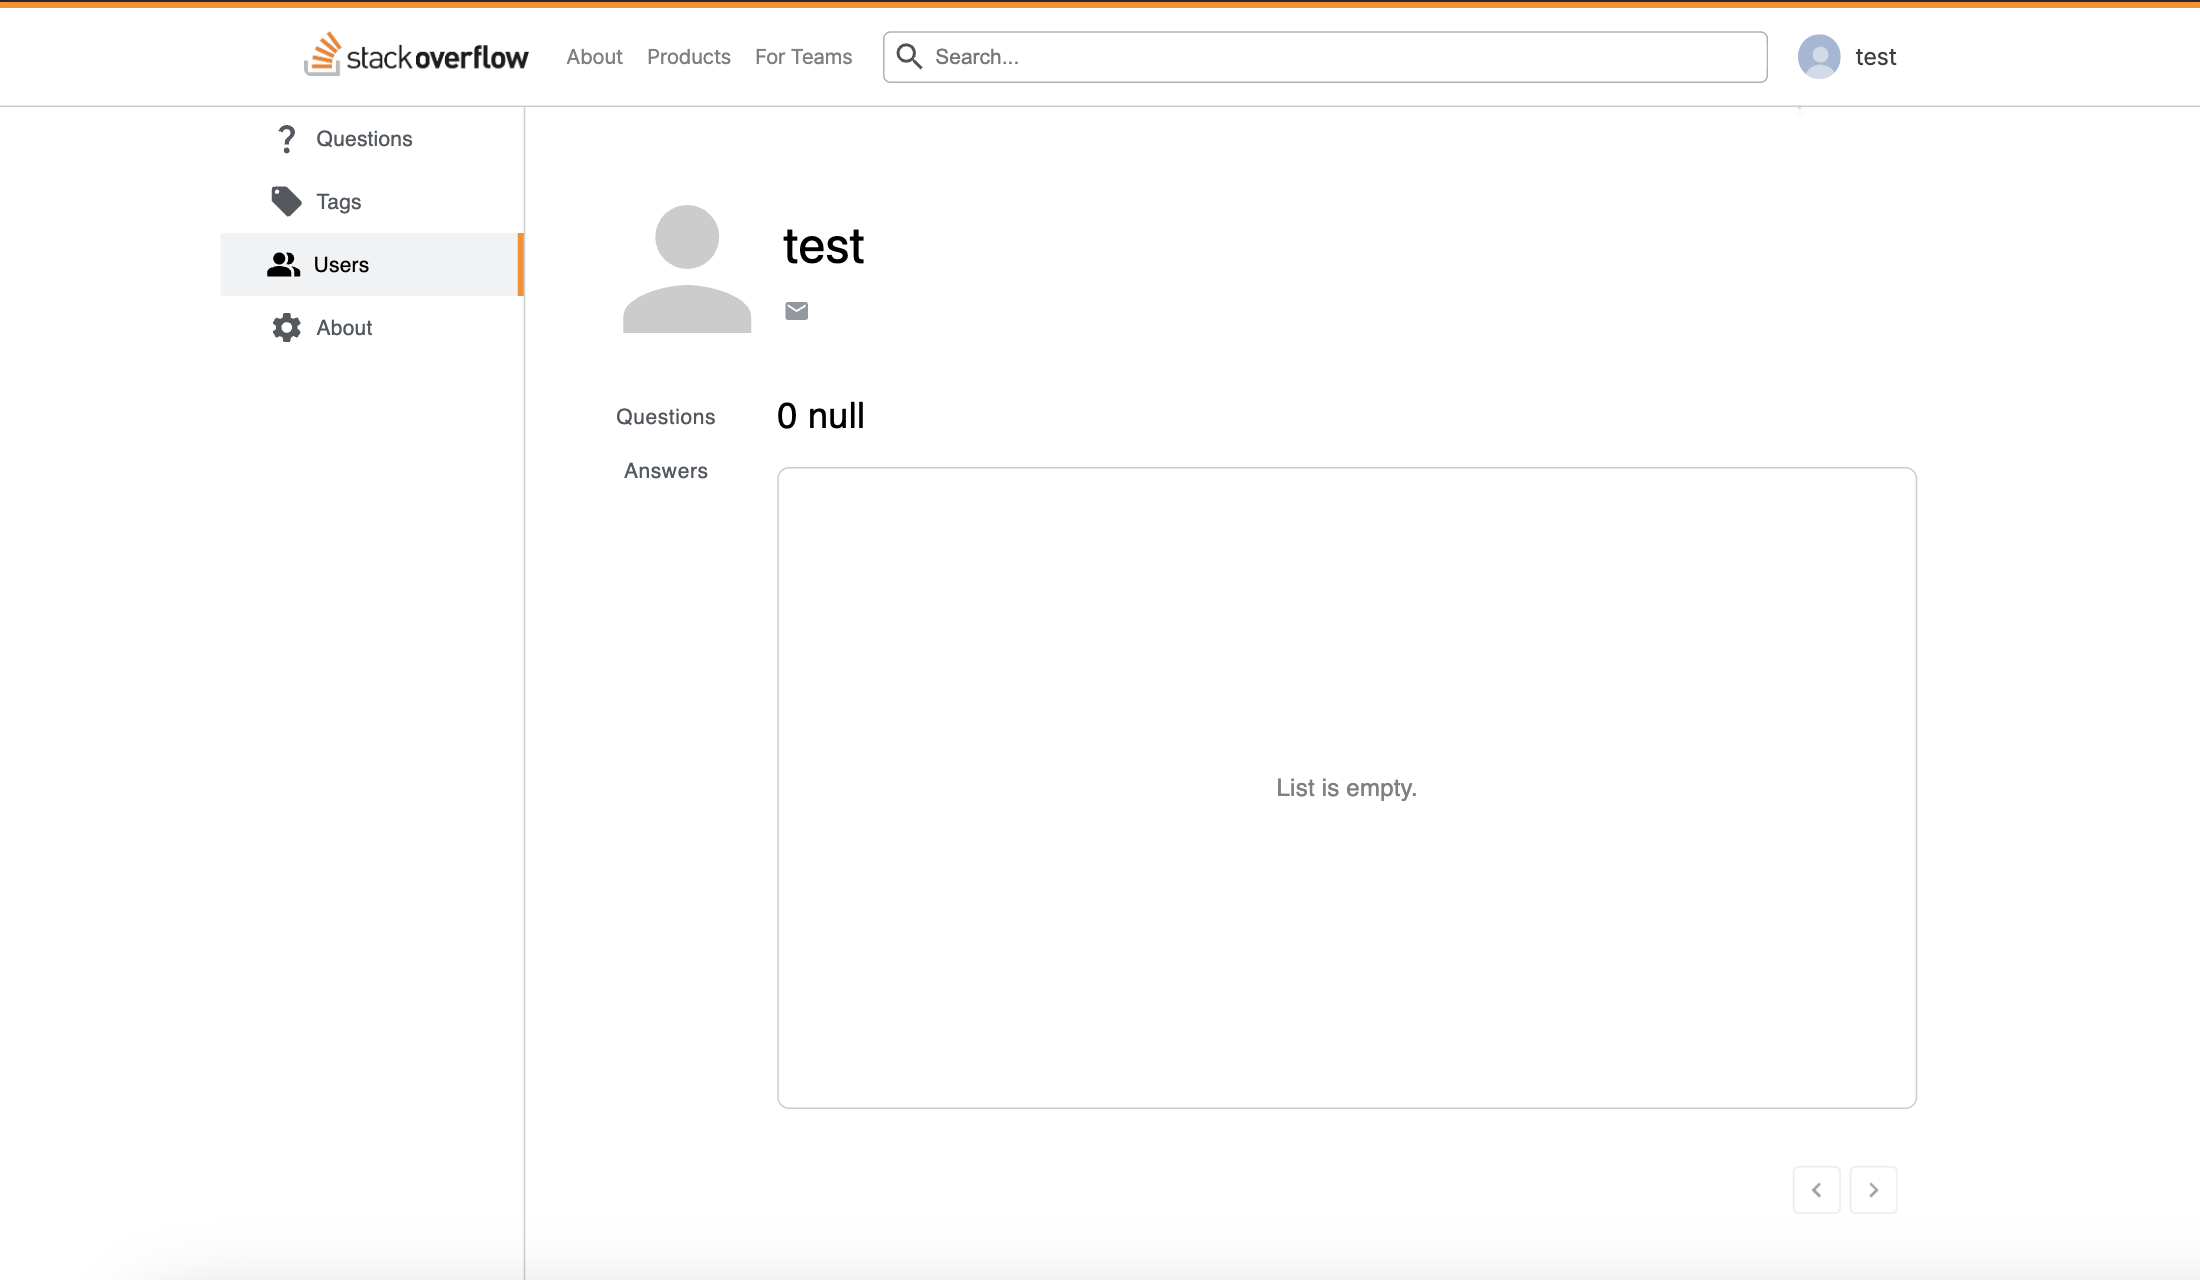 stackoverflow About Products For Teams Search... test
Questions
Tags
Users
About
test
Questions
Answers
0 null
List is empty.